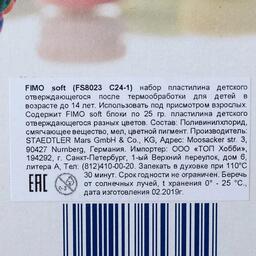 FIMO soft (FS8023 C24-1) набор пластилина детского
отверждающегося после термообработки для детей в
возрасте до 14 лет. Использовать под присмотром взрослых.
Содержит FIMO soft блоки по 25 гр. пластилина детского
отверждающегося разных цветов. Состав: Поливинилхлорид,
смягчающее вещество, мел, цветной пигмент. Производитель:
STAEDTLER Mars GmbH & Co., KG, Адрес: Moosacker str. 3,
90427 Nurnberg, Германия. Импортер: ООО «ТОП Хобби»,
194292, г. Санкт-Петербург, 1-ый Верхний переулок, дом 6,
литера А, Тел: (812)410-00-20. Запекать в духовке при 110°C
30 минут. Срок годности не ограничен. Беречь
от солнечных лучей, t хранения 0° - 25 °C.,
дата изготовления 02.2019г.
EAC